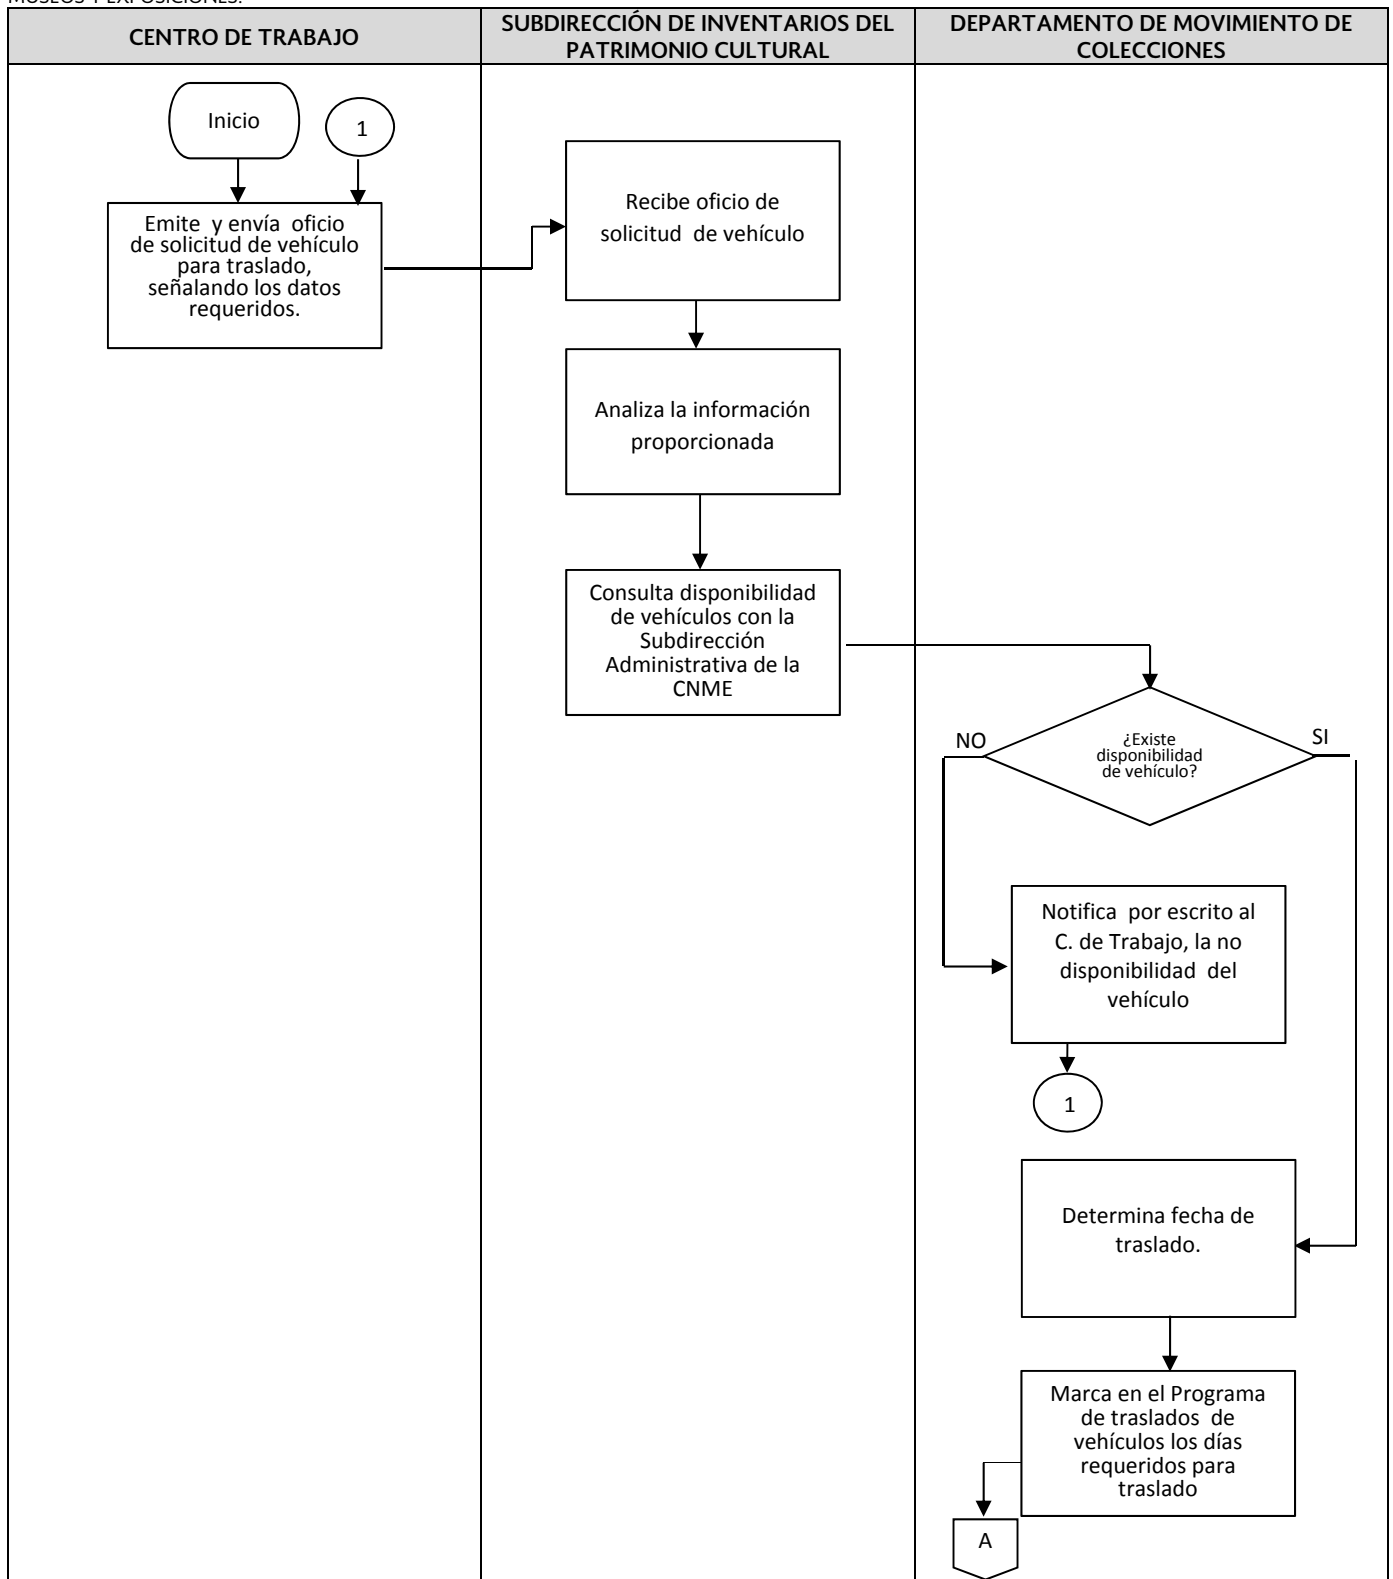 MUSEOS Y EXPOSICIONES.
CENTRO DE TRABAJO
SUBDIRECCIÓN DE INVENTARIOS DEL
PATRIMONIO CULTURAL
DEPARTAMENTO DE MOVIMIENTO DE
COLECCIONES
Inicio
1
Emite y envía oficio
de solicitud de vehículo
para traslado,
señalando los datos
requeridos.
Recibe oficio de
solicitud de vehículo
Analiza la información
proporcionada
Consulta disponibilidad
de vehículos con la
Subdirección
Administrativa de la
CNME
NO
¿Existe
disponibilidad
de vehículo?
SI
Notifica por escrito al
C. de Trabajo, la no
disponibilidad del
vehículo
1
Determina fecha de
traslado.
Marca en el Programa
de traslados de
vehículos los días
requeridos para
traslado
A